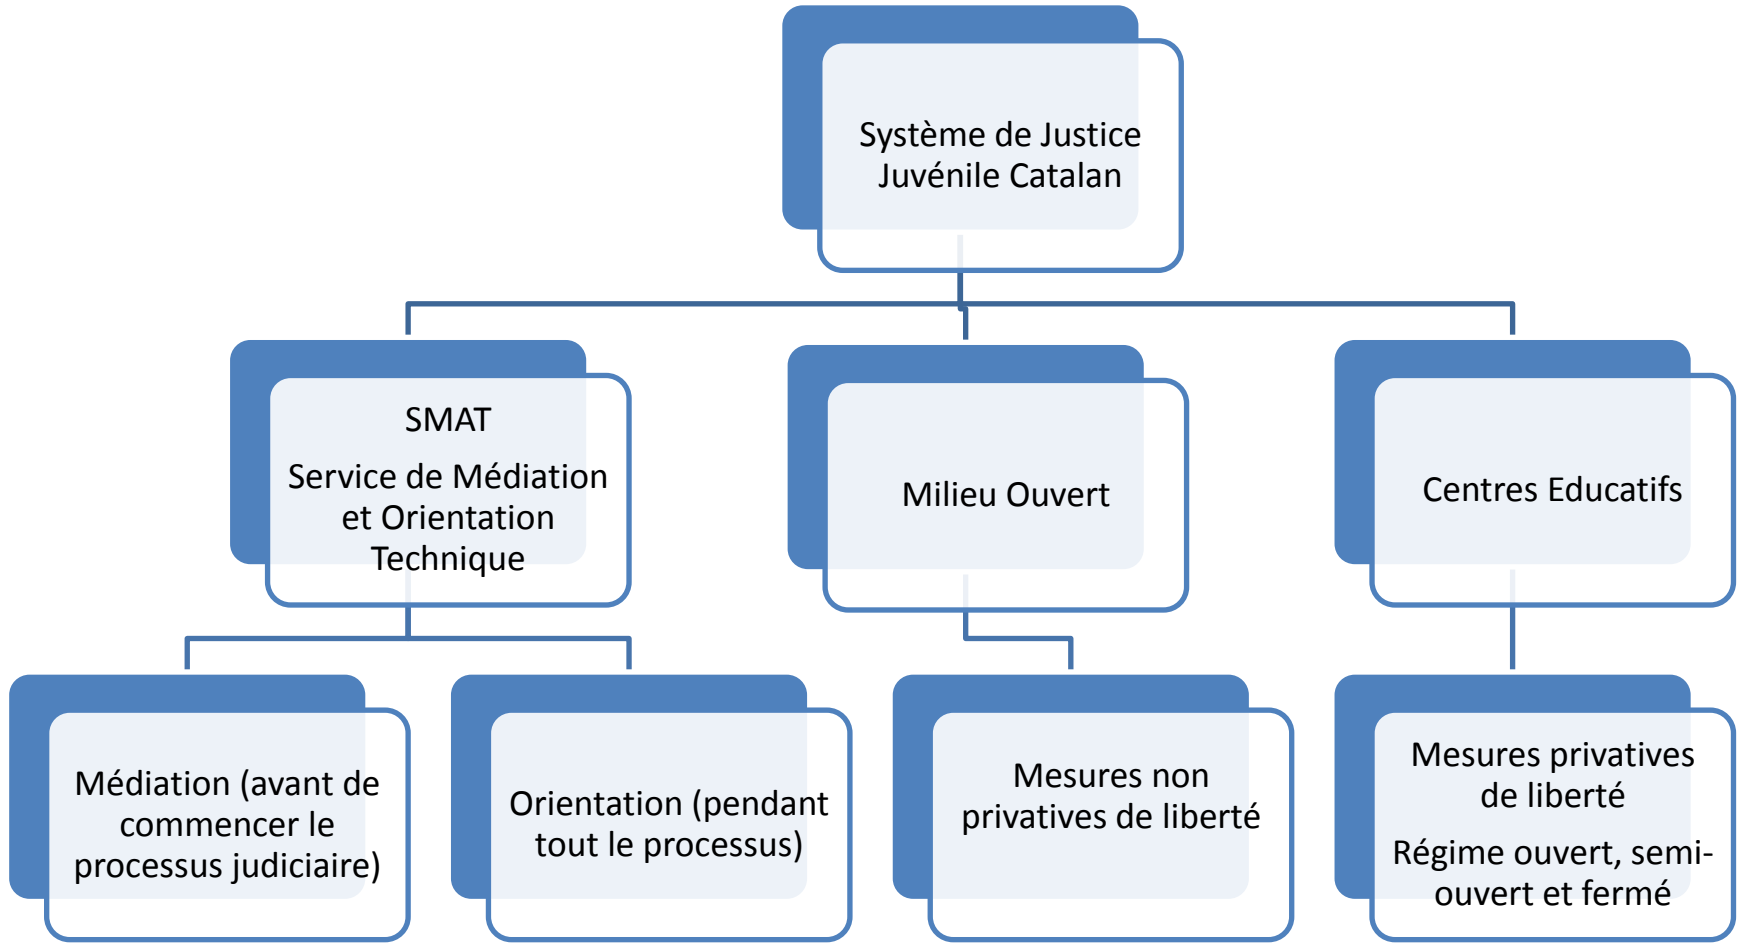 Système de Justice
Juvénile Catalan
SMAT
Service de Médiation
et Orientation
Technique
Milieu Ouvert
Centres Educatifs
Médiation (avant de
commencer le
processus judiciaire)
Orientation (pendant
tout le processus)
Mesures non
privatives de liberté
Mesures privatives
de liberté
Régime ouvert, semi-
ouvert et fermé